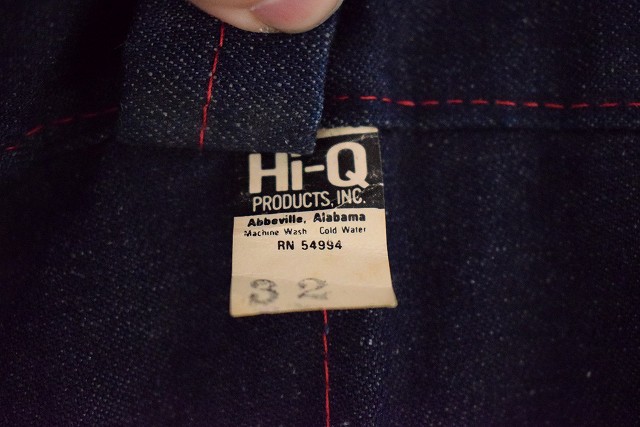 Hi-Q
PRODUCTS, INC.
Abbeville, Alabama
Machine Wash Cold Water
RN 54994
32